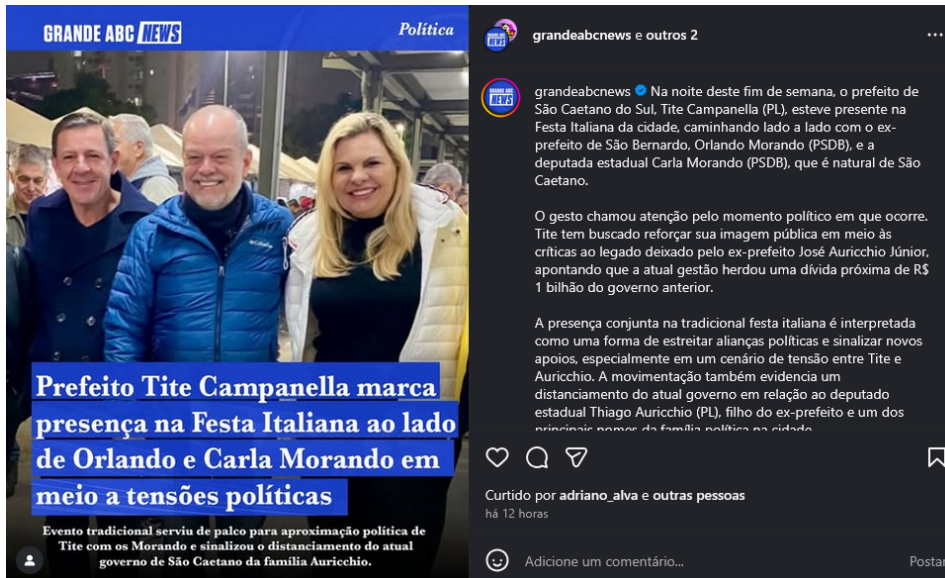 GRANDE ABC NEWS
Política
Prefeito Tite Campanella marca
presença na Festa Italiana ao lado
de Orlando e Carla Morando em
meio a tensões políticas
Evento tradicional serviu de palco para aproximação política de
Tite com os Morando e sinalizou o distanciamento do atual
governo de São Caetano da família Auricchio.
grandeabcnews e outros 2
grandeabcnews Na noite deste fim de semana, o prefeito de
São Caetano do Sul, Tite Campanella (PL), esteve presente na
Festa Italiana da cidade, caminhando lado a lado com o ex-
prefeito de São Bernardo, Orlando Morando (PSDB), e a
deputada estadual Carla Morando (PSDB), que é natural de São
Caetano.
O gesto chamou atenção pelo momento político em que ocorre.
Tite tem buscado reforçar sua imagem pública em meio às
críticas ao legado deixado pelo ex-prefeito José Auricchio Júnior,
apontando que a atual gestão herdou uma dívida próxima de R$
1 bilhão do governo anterior.
A presença conjunta na tradicional festa italiana é interpretada
como uma forma de estreitar alianças políticas e sinalizar novos
apoios, especialmente em um cenário de tensão entre Tite e
Auricchio. A movimentação também evidencia um
distanciamento do atual governo em relação ao deputado
estadual Thiago Auricchio (PL), filho do ex-prefeito e um dos
principais nomes da família política na cidade
Curtido por adriano_alva e outras pessoas
há 12 horas
Adicione um comentário...
Postar
Columbia